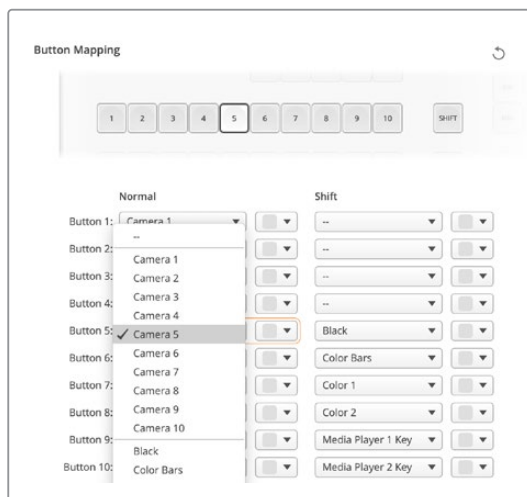 Button Mapping
1 2 3 4 5 6 7 8 9 10 SHIFT
Normal Shift
Button 1: Camera 1 --
Button 2: --
Button 3: --
Button 4: --
Button 5: Black
Button 6: Color Bars
Button 7: Color 1
Button 8: Color 2
Button 9: Media Player 1 Key
Button 10: Media Player 2 Key
--
Camera 1
Camera 2
Camera 3
Camera 4
✓ Camera 5
Camera 6
Camera 7
Camera 8
Camera 9
Camera 10
Black
Color Bars